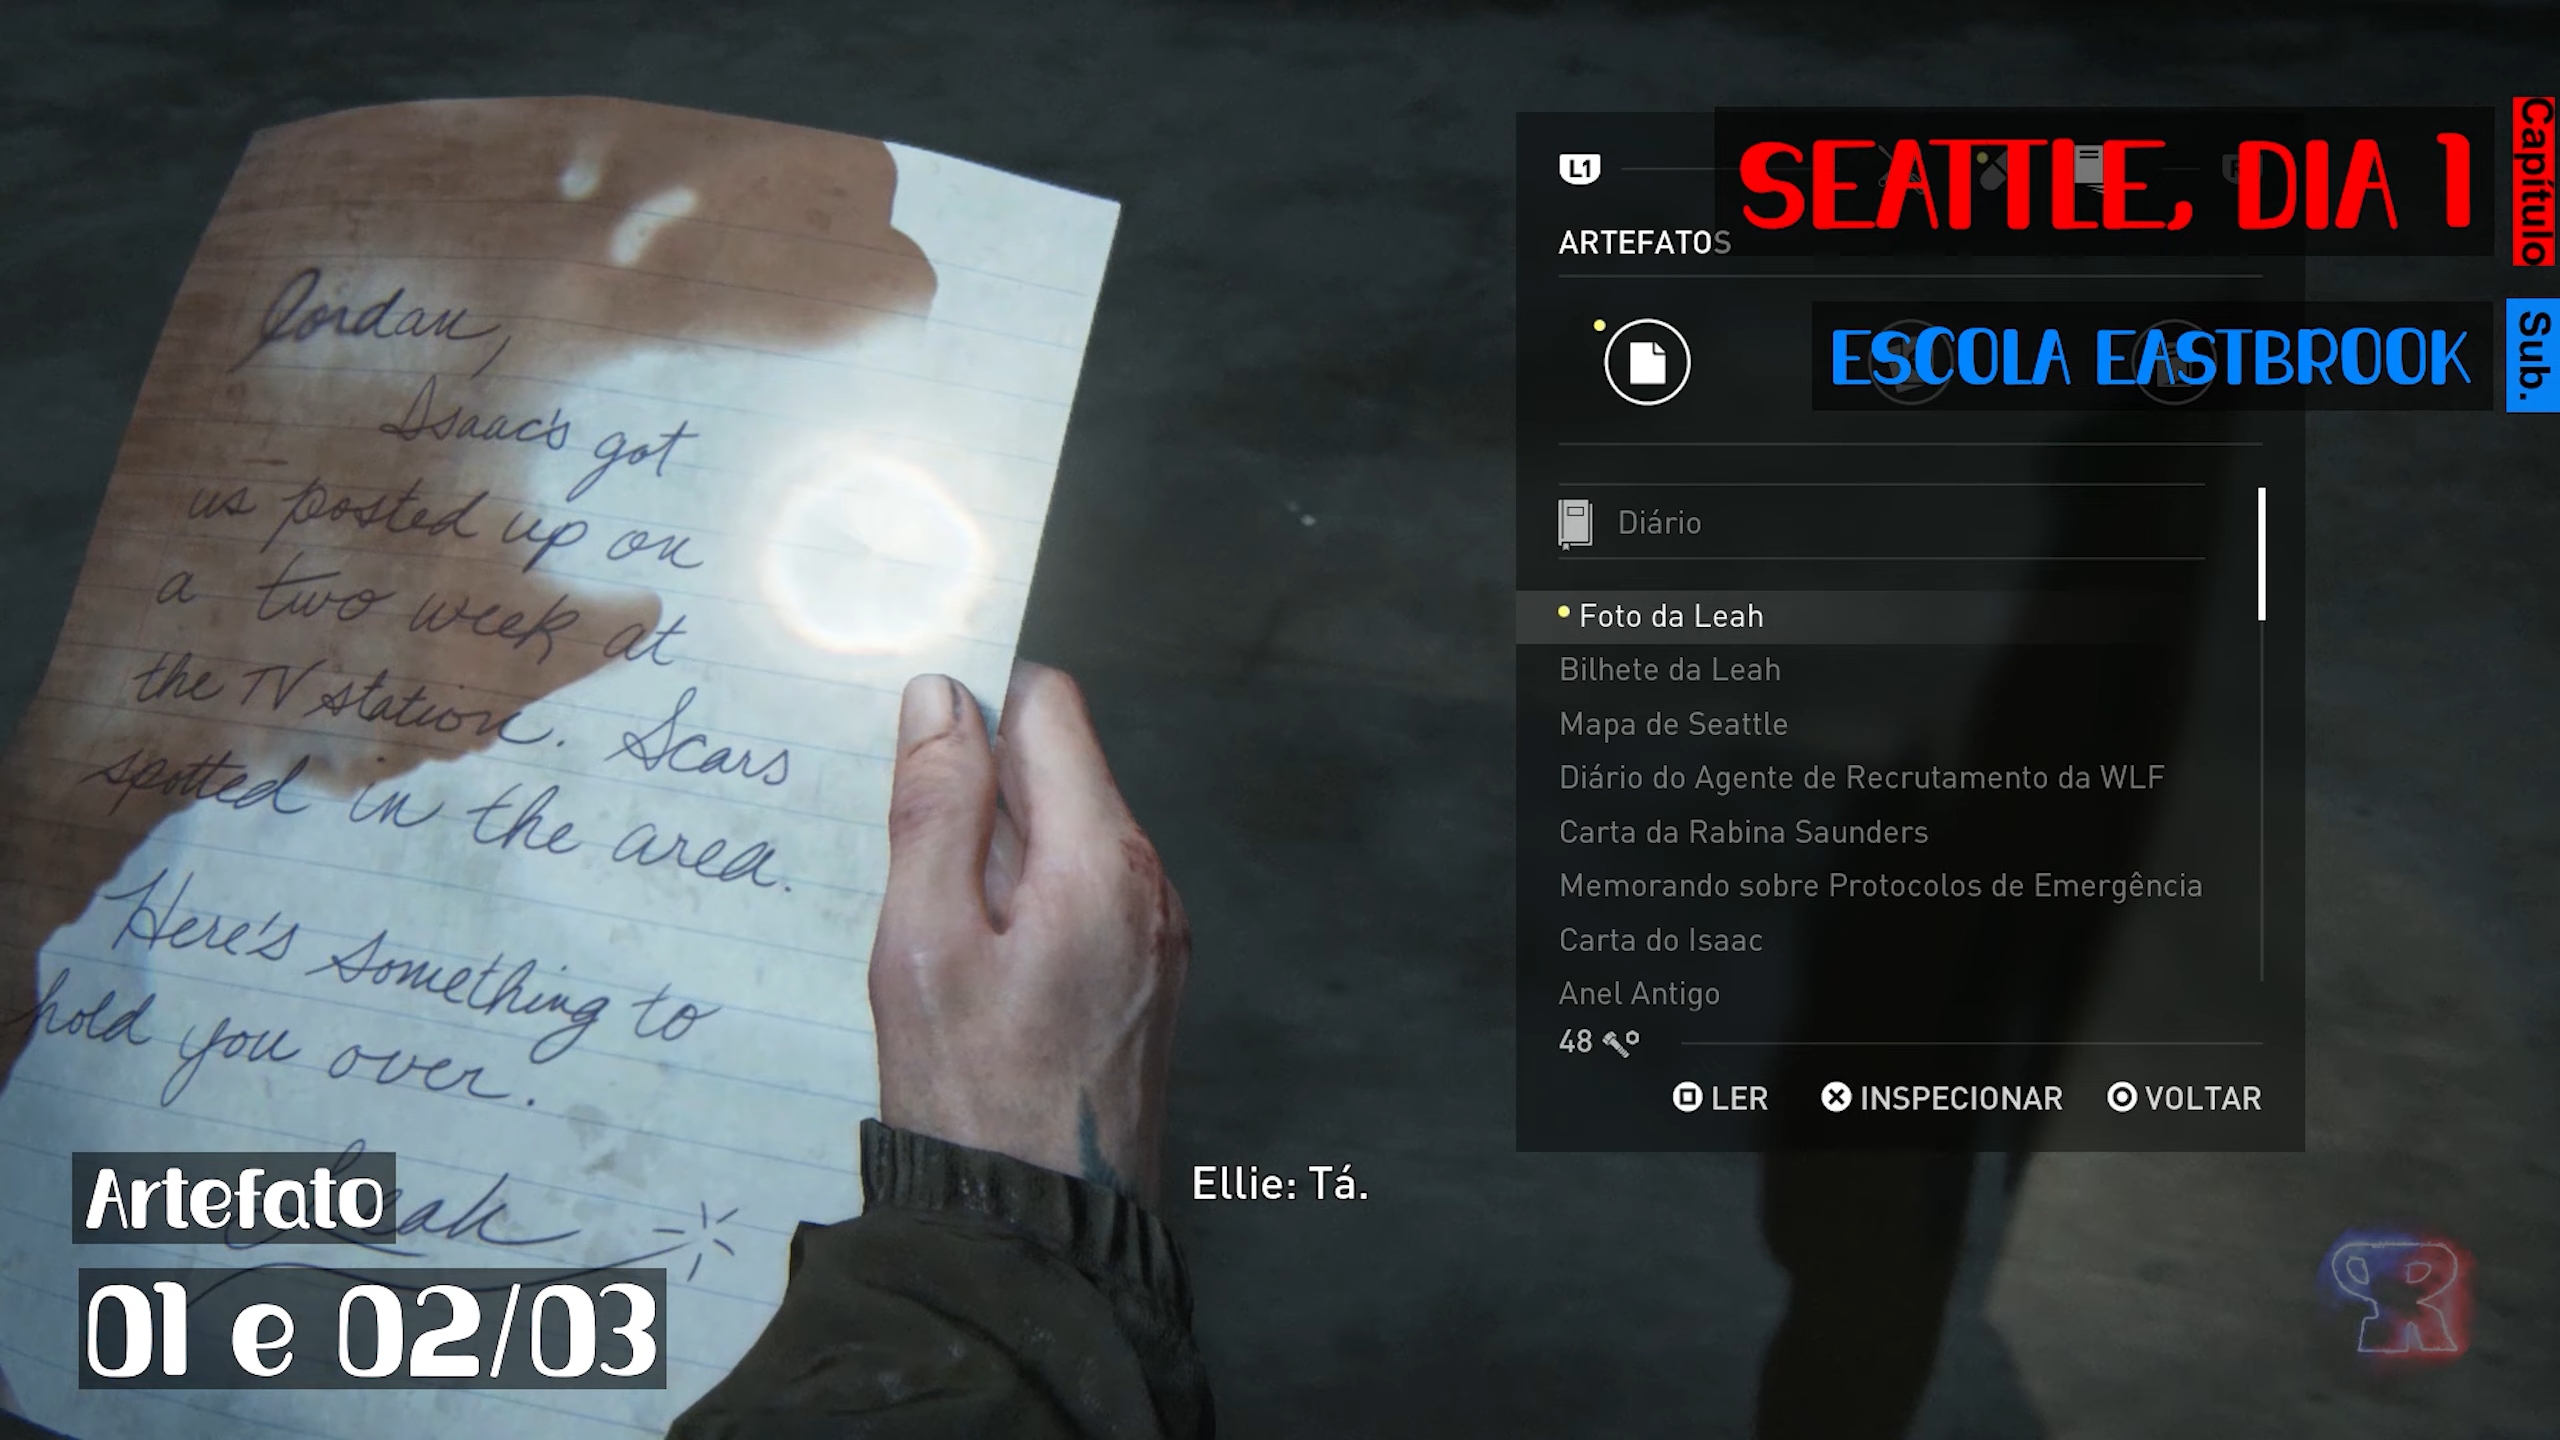 Jordan,
Isaac's got
us posted up on
a two week at
the TV station. Scars
spotted in the area.
Here's something to
hold you over.
Leah
Artefato
01 e 02/03
Ellie: Tá.
SEATTLE, DIA 1
Capítulo
ESCOLA EASTBROOK
Sub.
L1
ARTEFATOS
Diário
Foto da Leah
Bilhete da Leah
Mapa de Seattle
Diário do Agente de Recrutamento da WLF
Carta da Rabina Saunders
Memorando sobre Protocolos de Emergência
Carta do Isaac
Anel Antigo
48
LER INSPECIONAR VOLTAR